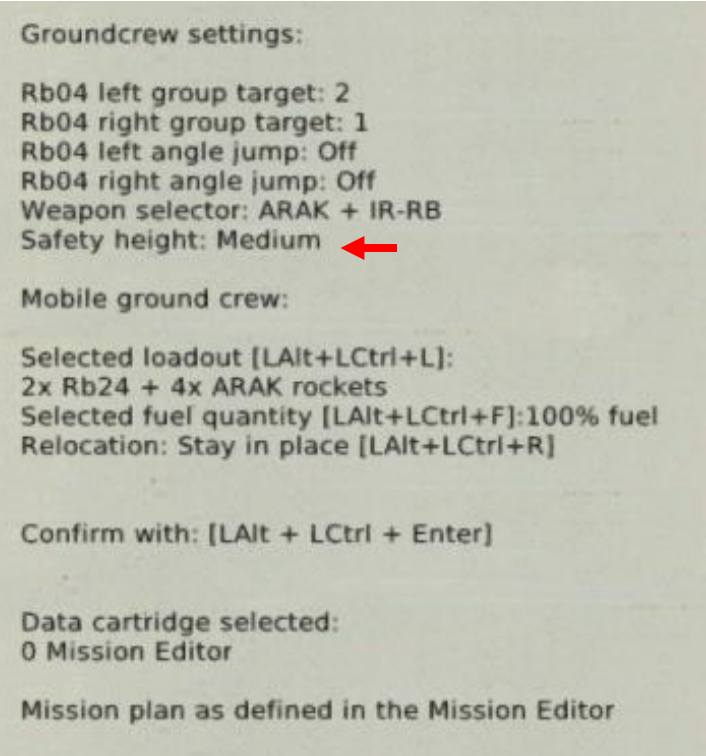 Groundcrew settings:
Rb04 left group target: 2
Rb04 right group target: 1
Rb04 left angle jump: Off
Rb04 right angle jump: Off
Weapon selector: ARAK + IR-RB
Safety height: Medium
Mobile ground crew:
Selected loadout [LAlt+LCtrl+L]:
2x Rb24 + 4x ARAK rockets
Selected fuel quantity [LAlt+LCtrl+F]:100% fuel
Relocation: Stay in place [LAlt+LCtrl+R]
Confirm with: [LAlt + LCtrl + Enter]
Data cartridge selected:
0 Mission Editor
Mission plan as defined in the Mission Editor